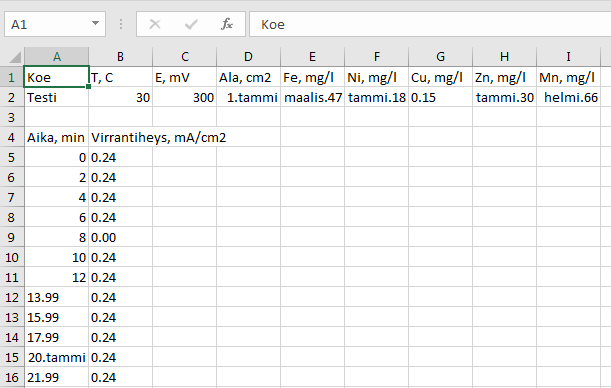 A1 Koe
A B C D E F G H I
1 Koe T, C E, mV Ala, cm2 Fe, mg/l Ni, mg/l Cu, mg/l Zn, mg/l Mn, mg/l
2 Testi 30 300 1.tammi maalis.47 tammi.18 0.15 tammi.30 helmi.66
3
4 Aika, min Virrantiheys, mA/cm2
5 0 0.24
6 2 0.24
7 4 0.24
8 6 0.24
9 8 0.00
10 10 0.24
11 12 0.24
12 13.99 0.24
13 15.99 0.24
14 17.99 0.24
15 20.tammi 0.24
16 21.99 0.24